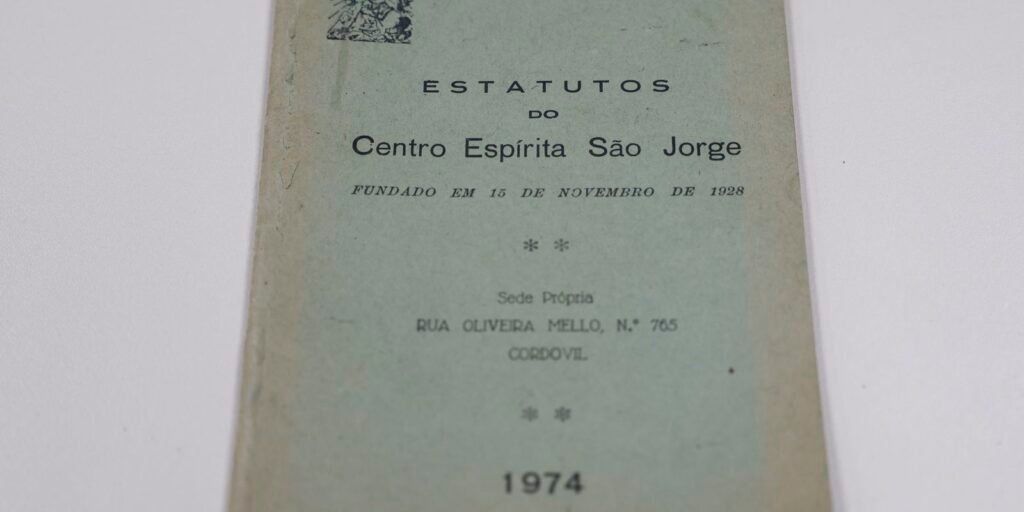 ESTATUTOS
DO
Centro Espírita São Jorge
FUNDADO EM 15 DE NOVEMBRO DE 1928
* *
Sede Própria
RUA OLIVEIRA MELLO, N.º 765
CORDOVIL
* *
1974